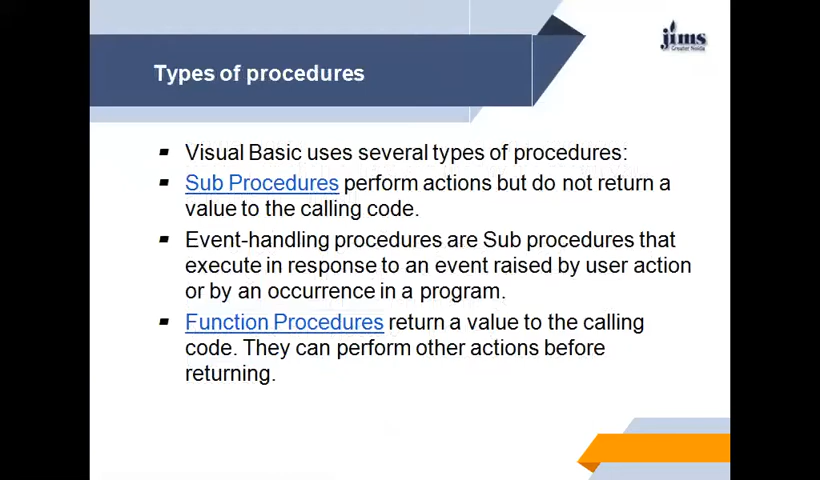 jims
Greater Noida
Types of procedures
▪ Visual Basic uses several types of procedures:
▪ Sub Procedures perform actions but do not return a
value to the calling code.
▪ Event-handling procedures are Sub procedures that
execute in response to an event raised by user action
or by an occurrence in a program.
▪ Function Procedures return a value to the calling
code. They can perform other actions before
returning.